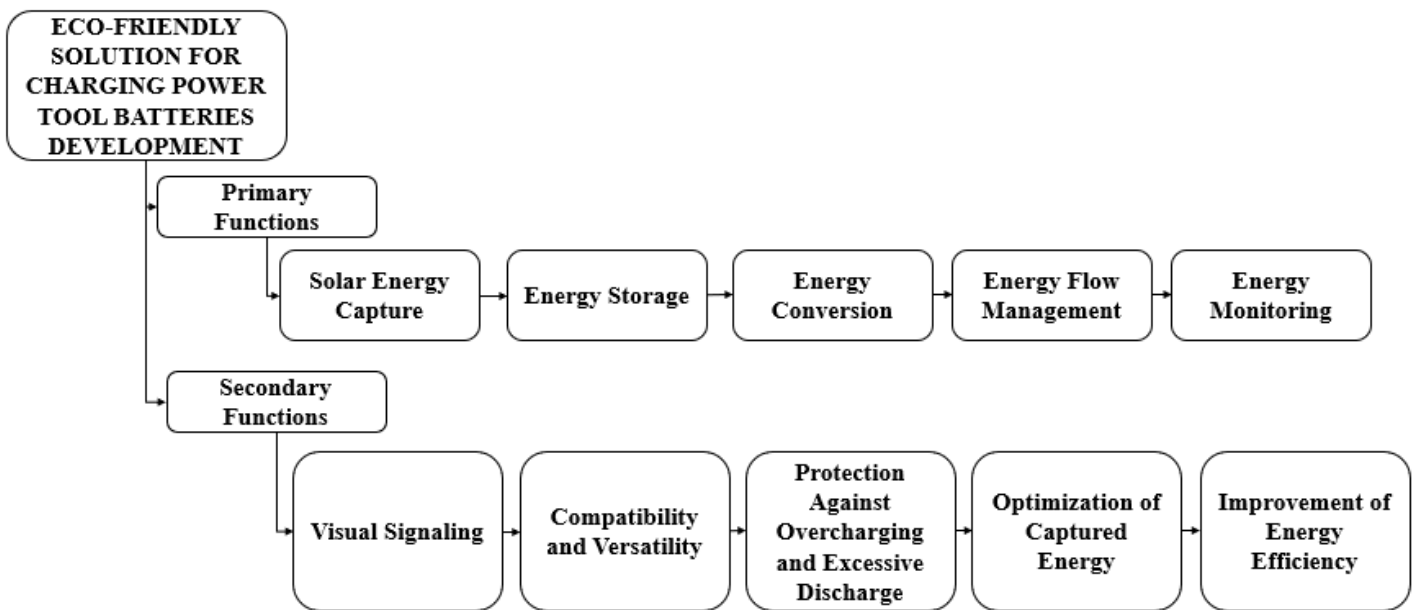 ECO-FRIENDLY
SOLUTION FOR
CHARGING POWER
TOOL BATTERIES
DEVELOPMENT
Primary
Functions
Solar Energy
Capture
Energy Storage
Energy
Conversion
Energy Flow
Management
Energy
Monitoring
Secondary
Functions
Visual Signaling
Compatibility
and Versatility
Protection
Against
Overcharging
and Excessive
Discharge
Optimization of
Captured
Energy
Improvement of
Energy
Efficiency